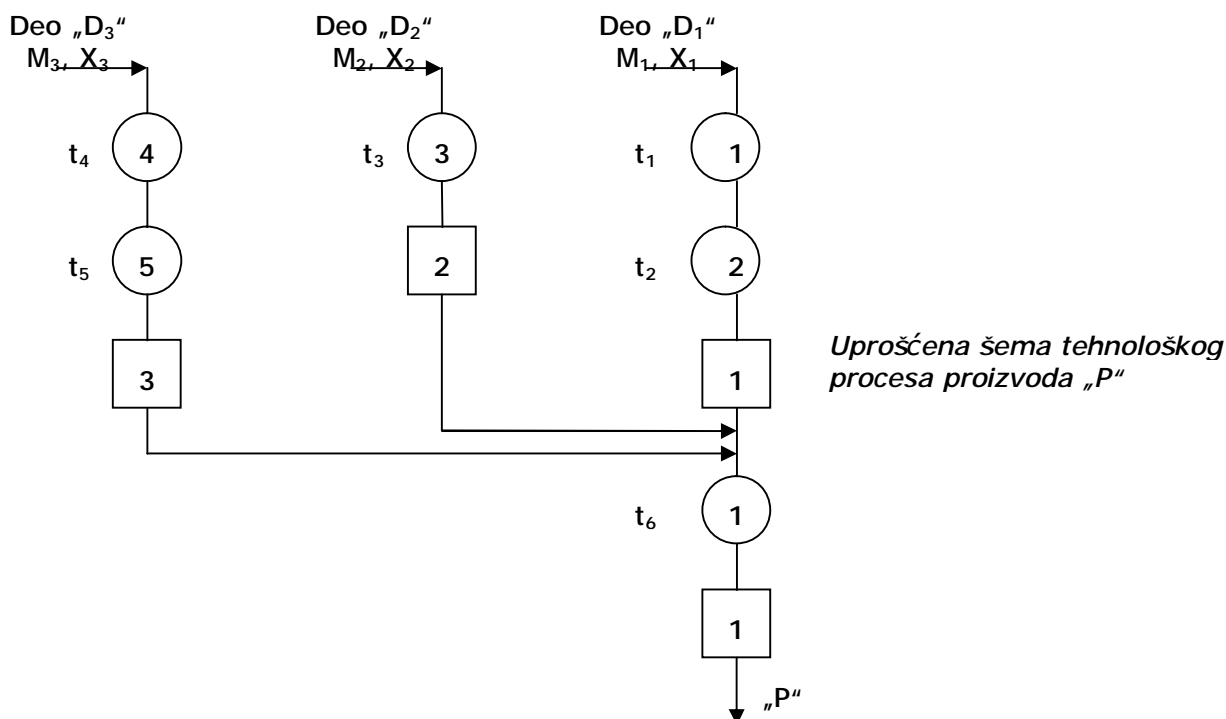 Deo „D₃“ Deo „D₂“ Deo „D₁“
M₃, X₃ M₂, X₂ M₁, X₁
t₄ 4 t₃ 3 t₁ 1
t₅ 5 2 t₂ 2
3 1
Uprošćena šema tehnološkog
procesa proizvoda „P“
t₆ 1
1
„P“